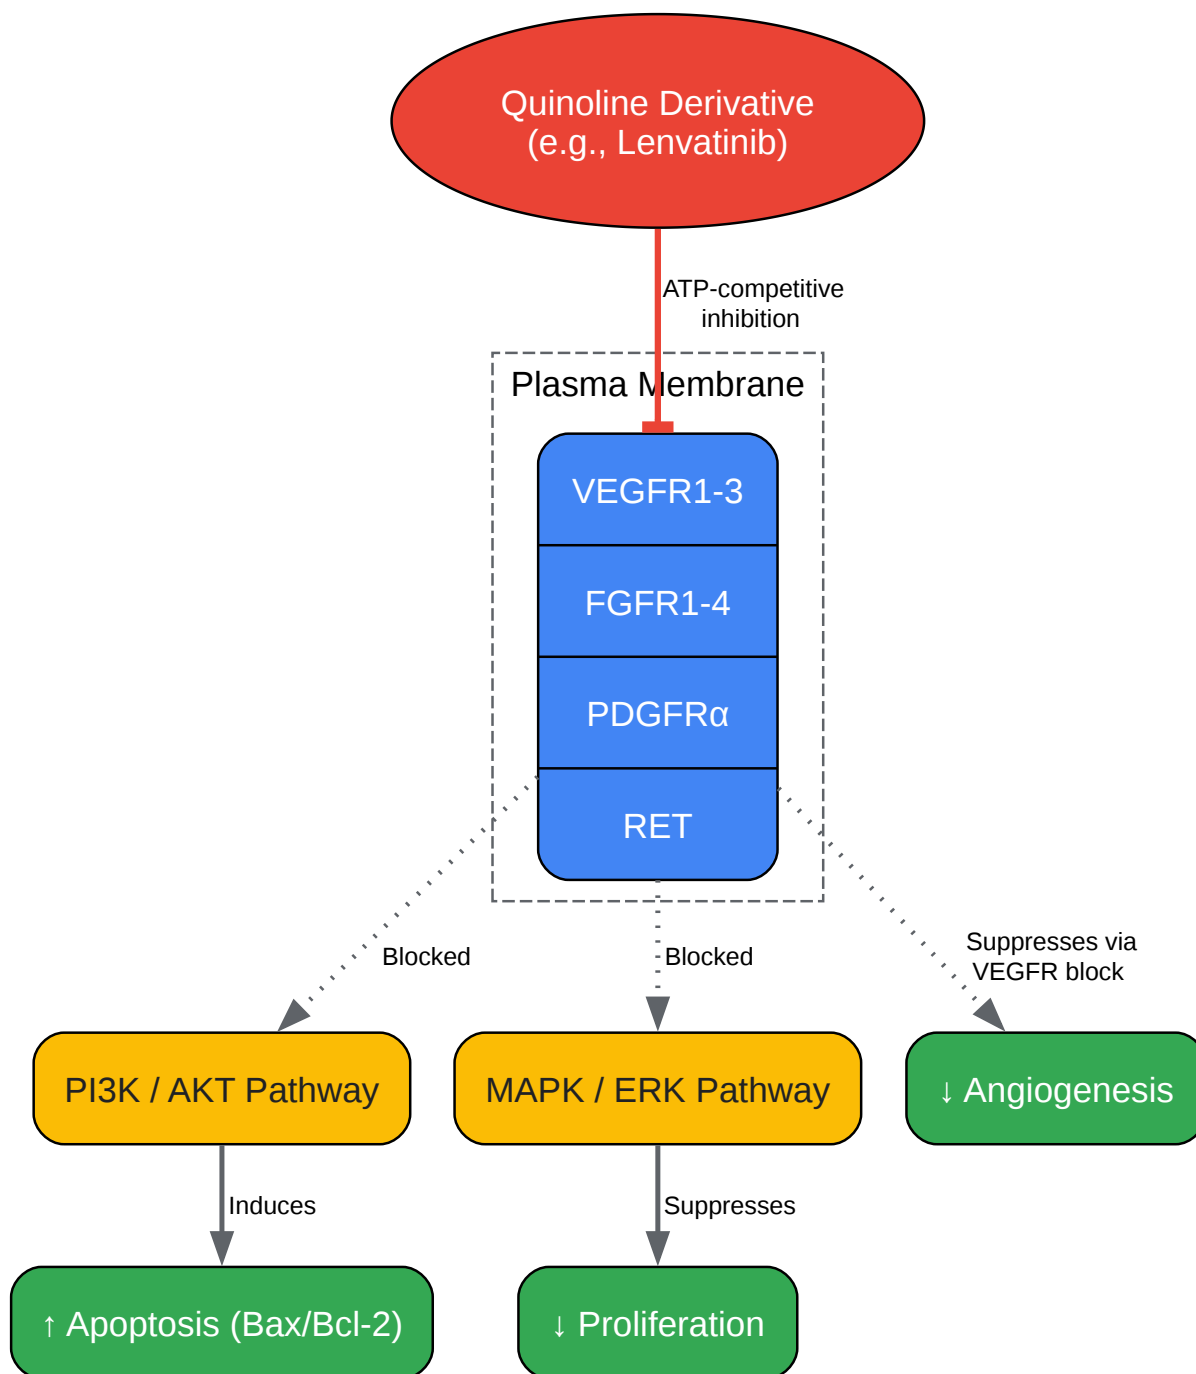 Quinoline Derivative
(e.g., Lenvatinib)
ATP-competitive
inhibition
Plasma Membrane
VEGFR1-3
FGFR1-4
PDGFRα
RET
Blocked
Blocked
Suppresses via
VEGFR block
PI3K / AKT Pathway
MAPK / ERK Pathway
↓ Angiogenesis
Induces
Suppresses
↑ Apoptosis (Bax/Bcl-2)
↓ Proliferation